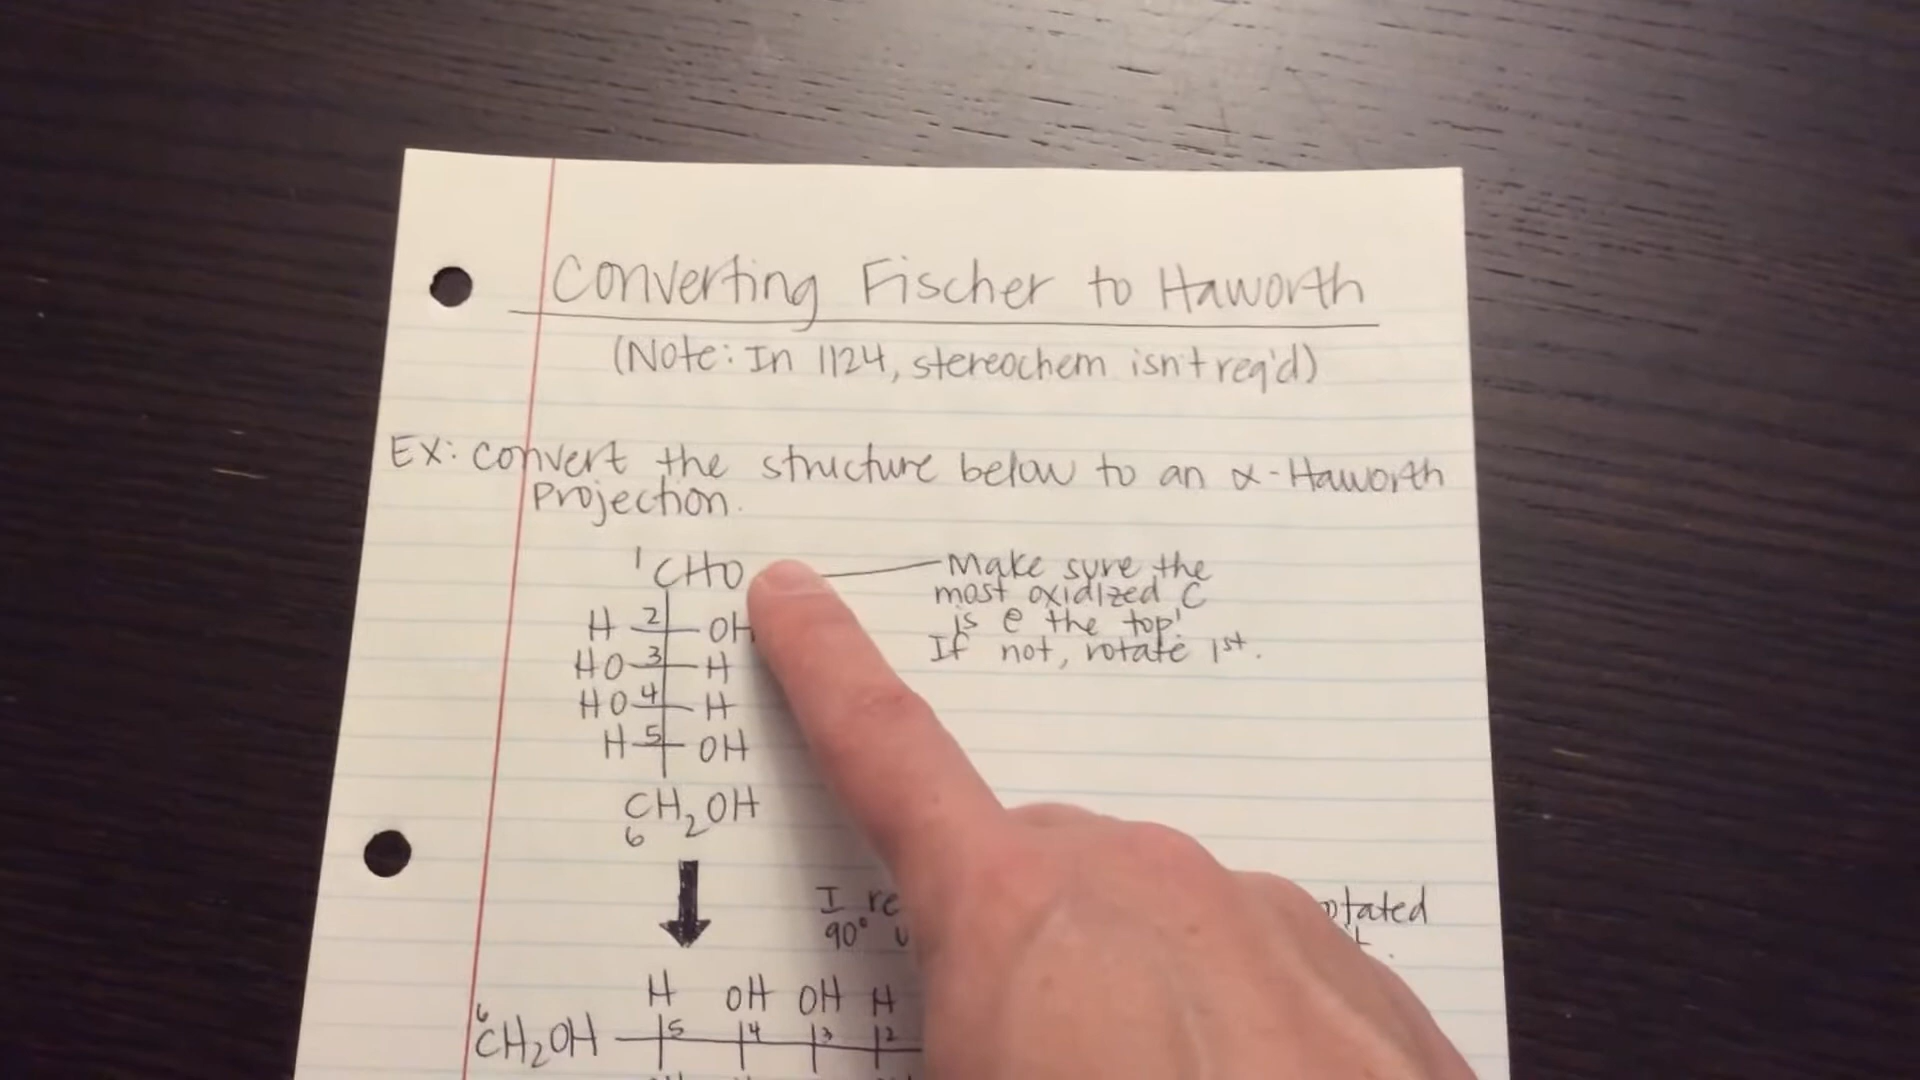 Converting Fischer to Haworth
(Note: In 1124, stereochem isn't req'd)
EX: Convert the structure below to an α-Haworth
Projection.
1 CHO
Make sure the
most oxidized C
is @ the top!
If not, rotate 1st.
H 2 OH
HO 3 H
HO 4 H
H 5 OH
CH2OH
6
I re
otated
90°
H OH OH H
6
CH2OH 5 4 3 2